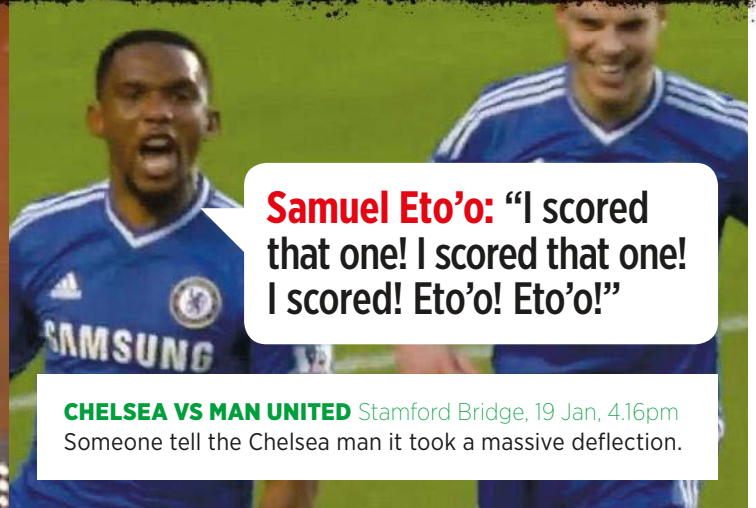 Samuel Eto’o: “I scored
that one! I scored that one!
I scored! Eto’o! Eto’o!”
SAMSUNG
CHELSEA VS MAN UNITED Stamford Bridge, 19 Jan, 4.16pm
Someone tell the Chelsea man it took a massive deflection.